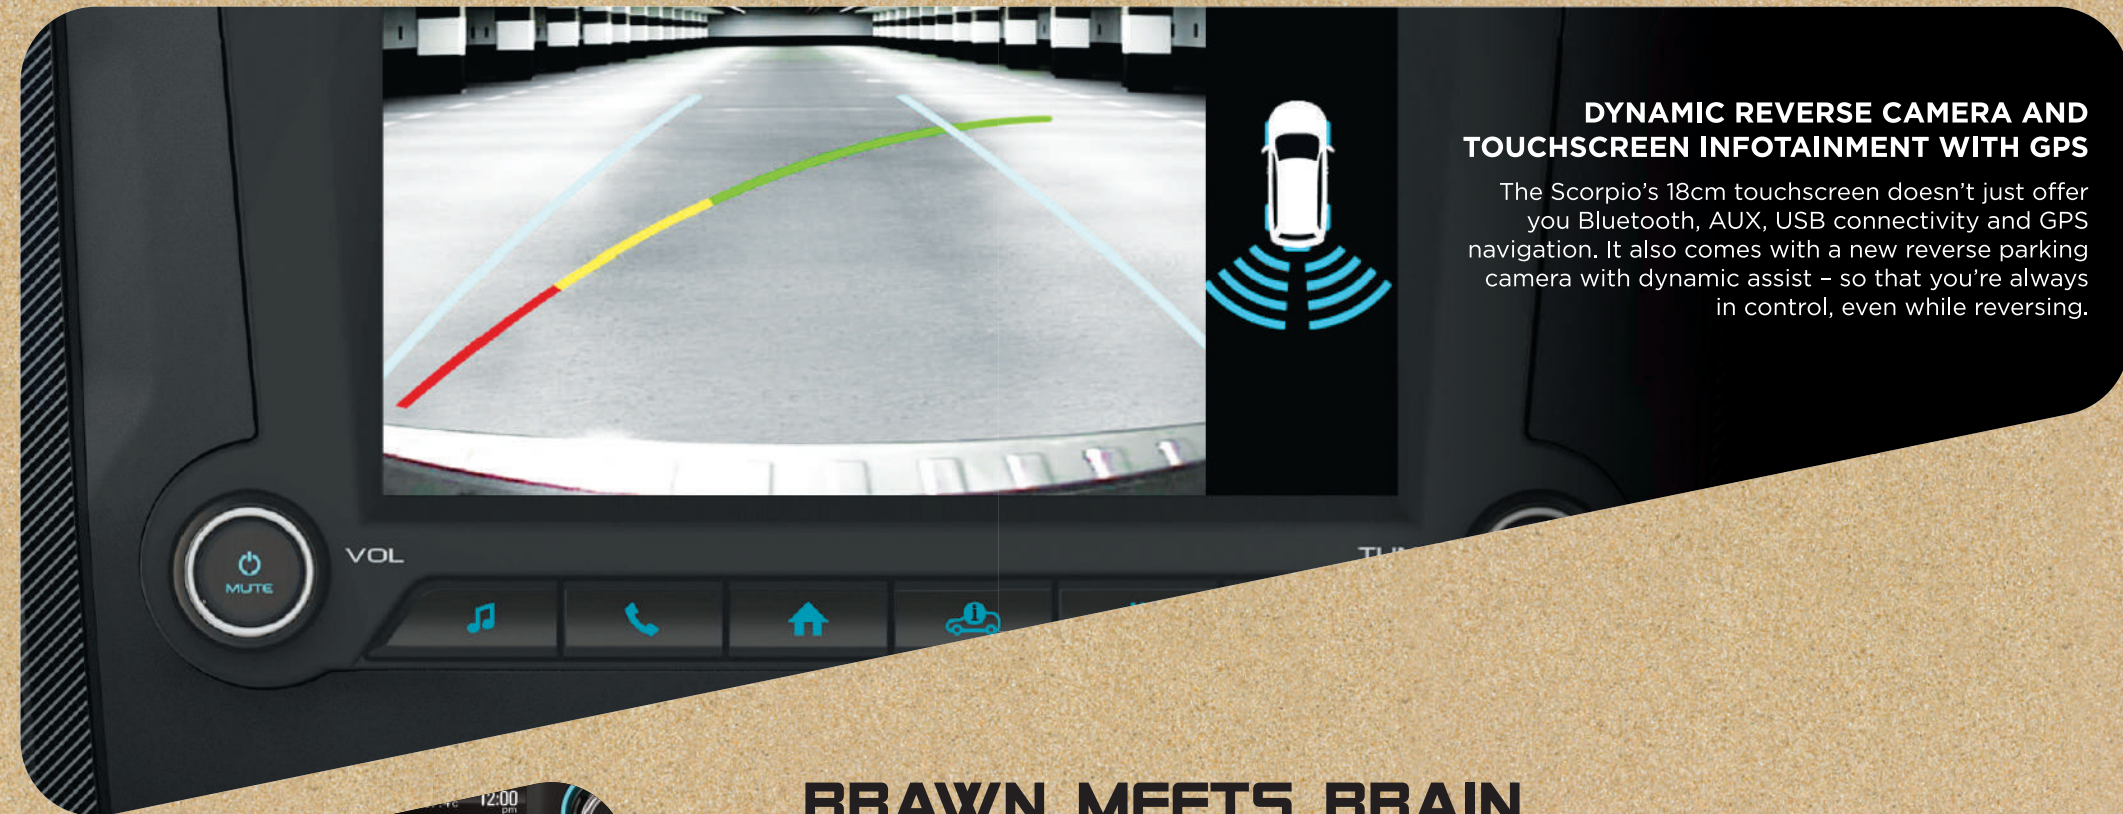 DYNAMIC REVERSE CAMERA AND
TOUCHSCREEN INFOTAINMENT WITH GPS
The Scorpio's 18cm touchscreen doesn't just offer
you Bluetooth, AUX, USB connectivity and GPS
navigation. It also comes with a new reverse parking
camera with dynamic assist – so that you're always
in control, even while reversing.
VOL
MUTE
12:00
pm
BRAWN MEETS BRAIN